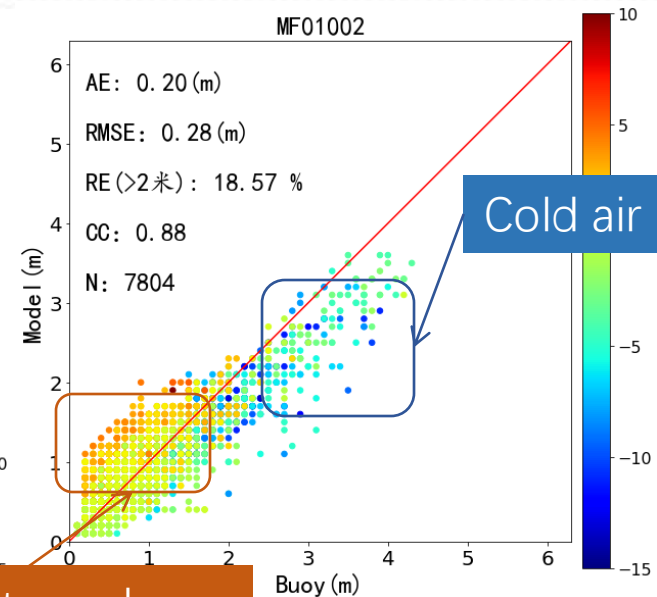 MF01002
AE: 0.20(m)
RMSE: 0.28(m)
RE(>2米): 18.57 %
CC: 0.88
N: 7804
Model(m)
6
5
4
3
2
1
0
0 1 2 3 4 5 6
Buoy(m)
10
5
−5
−10
−15
Cold air